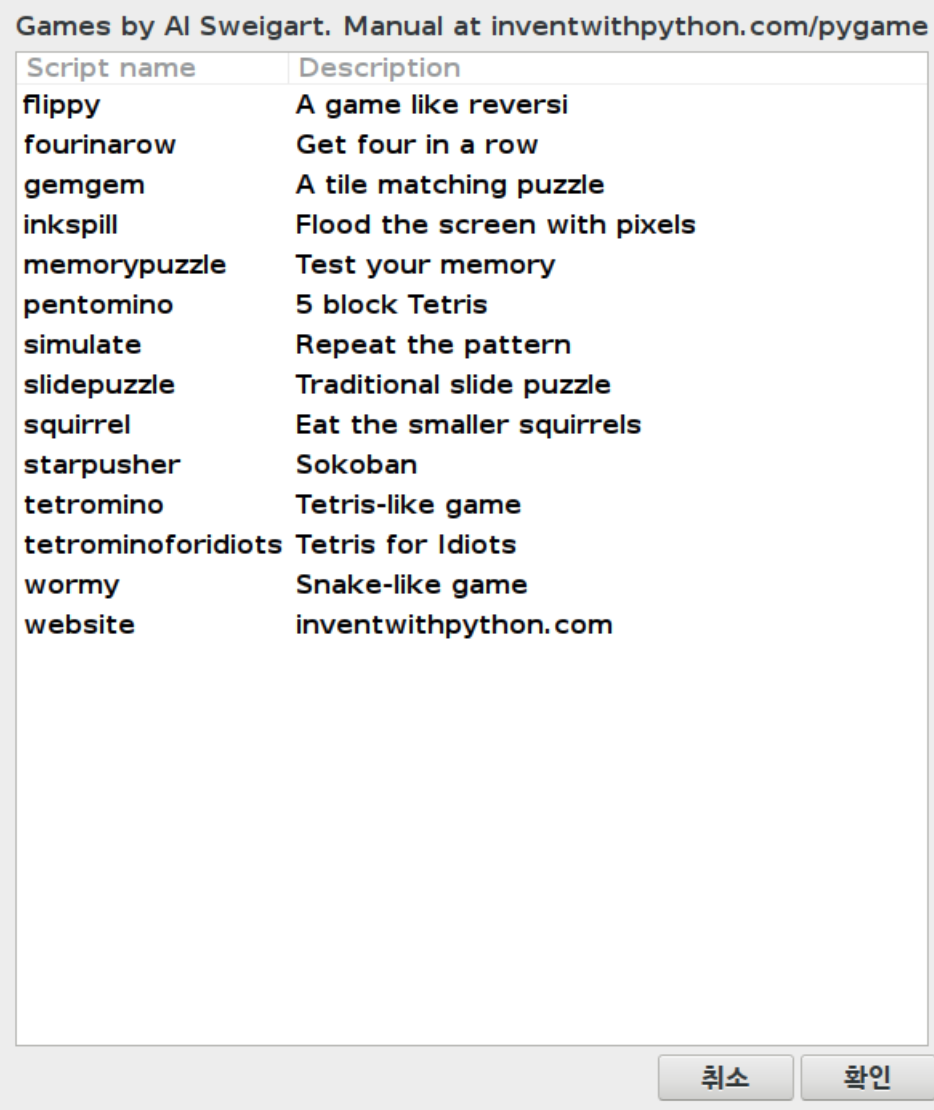 Games by Al Sweigart. Manual at inventwithpython.com/pygame
Script name Description
flippy A game like reversi
fourinarow Get four in a row
gemgem A tile matching puzzle
inkspill Flood the screen with pixels
memorypuzzle Test your memory
pentomino 5 block Tetris
simulate Repeat the pattern
slidepuzzle Traditional slide puzzle
squirrel Eat the smaller squirrels
starpusher Sokoban
tetromino Tetris-like game
tetrominoforidiots Tetris for Idiots
wormy Snake-like game
website inventwithpython.com
취소 확인